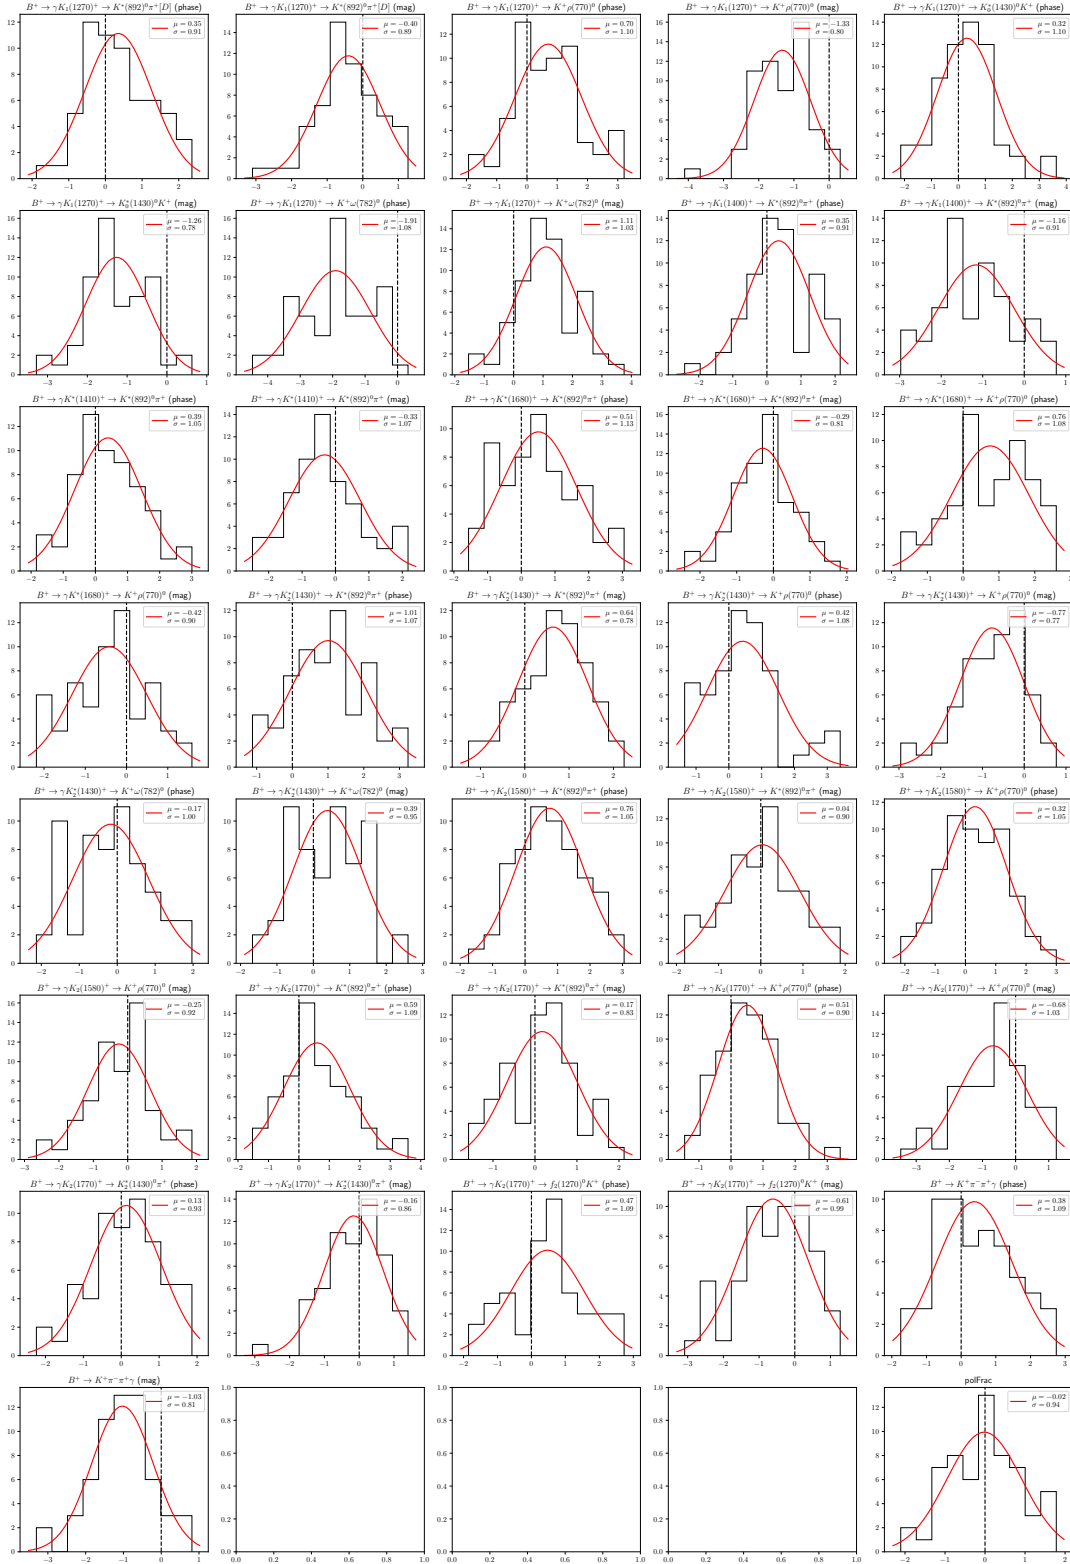 B⁺ → γK₁(1270)⁺ → K*(892)⁰π⁺[D] (phase)
μ = 0.35
σ = 0.91
B⁺ → γK₁(1270)⁺ → K*(892)⁰π⁺[D] (mag)
μ = −0.40
σ = 0.89
B⁺ → γK₁(1270)⁺ → K⁺ρ(770)⁰ (phase)
μ = 0.70
σ = 1.10
B⁺ → γK₁(1270)⁺ → K⁺ρ(770)⁰ (mag)
μ = −1.33
σ = 0.80
B⁺ → γK₁(1270)⁺ → K₀*(1430)⁰K⁺ (phase)
μ = 0.32
σ = 1.10
B⁺ → γK₁(1270)⁺ → K₀*(1430)⁰K⁺ (mag)
μ = −1.26
σ = 0.78
B⁺ → γK₁(1270)⁺ → K⁺ω(782)⁰ (phase)
μ = −1.91
σ = 1.08
B⁺ → γK₁(1270)⁺ → K⁺ω(782)⁰ (mag)
μ = 1.11
σ = 1.03
B⁺ → γK₁(1400)⁺ → K*(892)⁰π⁺ (phase)
μ = 0.35
σ = 0.91
B⁺ → γK₁(1400)⁺ → K*(892)⁰π⁺ (mag)
μ = −1.16
σ = 0.91
B⁺ → γK*(1410)⁺ → K*(892)⁰π⁺ (phase)
μ = 0.39
σ = 1.05
B⁺ → γK*(1410)⁺ → K*(892)⁰π⁺ (mag)
μ = −0.33
σ = 1.07
B⁺ → γK*(1680)⁺ → K*(892)⁰π⁺ (phase)
μ = 0.51
σ = 1.13
B⁺ → γK*(1680)⁺ → K*(892)⁰π⁺ (mag)
μ = −0.29
σ = 0.81
B⁺ → γK*(1680)⁺ → K⁺ρ(770)⁰ (phase)
μ = 0.76
σ = 1.08
B⁺ → γK*(1680)⁺ → K⁺ρ(770)⁰ (mag)
μ = −0.42
σ = 0.90
B⁺ → γK₂*(1430)⁺ → K*(892)⁰π⁺ (phase)
μ = 1.01
σ = 1.07
B⁺ → γK₂*(1430)⁺ → K*(892)⁰π⁺ (mag)
μ = 0.64
σ = 0.78
B⁺ → γK₂*(1430)⁺ → K⁺ρ(770)⁰ (phase)
μ = 0.42
σ = 1.08
B⁺ → γK₂*(1430)⁺ → K⁺ρ(770)⁰ (mag)
μ = −0.77
σ = 0.77
B⁺ → γK₂*(1430)⁺ → K⁺ω(782)⁰ (phase)
μ = −0.17
σ = 1.00
B⁺ → γK₂*(1430)⁺ → K⁺ω(782)⁰ (mag)
μ = 0.39
σ = 0.95
B⁺ → γK₂(1580)⁺ → K*(892)⁰π⁺ (phase)
μ = 0.76
σ = 1.05
B⁺ → γK₂(1580)⁺ → K*(892)⁰π⁺ (mag)
μ = 0.04
σ = 0.90
B⁺ → γK₂(1580)⁺ → K⁺ρ(770)⁰ (phase)
μ = 0.32
σ = 1.05
B⁺ → γK₂(1580)⁺ → K⁺ρ(770)⁰ (mag)
μ = −0.25
σ = 0.92
B⁺ → γK₂(1770)⁺ → K*(892)⁰π⁺ (phase)
μ = 0.59
σ = 1.09
B⁺ → γK₂(1770)⁺ → K*(892)⁰π⁺ (mag)
μ = 0.17
σ = 0.83
B⁺ → γK₂(1770)⁺ → K⁺ρ(770)⁰ (phase)
μ = 0.51
σ = 0.90
B⁺ → γK₂(1770)⁺ → K⁺ρ(770)⁰ (mag)
μ = −0.68
σ = 1.03
B⁺ → γK₂(1770)⁺ → K₂*(1430)⁰π⁺ (phase)
μ = 0.13
σ = 0.93
B⁺ → γK₂(1770)⁺ → K₂*(1430)⁰π⁺ (mag)
μ = −0.16
σ = 0.86
B⁺ → γK₂(1770)⁺ → f₂(1270)⁰K⁺ (phase)
μ = 0.47
σ = 1.09
B⁺ → γK₂(1770)⁺ → f₂(1270)⁰K⁺ (mag)
μ = −0.61
σ = 0.99
B⁺ → K⁺π⁻π⁺γ (phase)
μ = 0.38
σ = 1.09
B⁺ → K⁺π⁻π⁺γ (mag)
μ = −1.03
σ = 0.81
polFrac
μ = −0.02
σ = 0.94